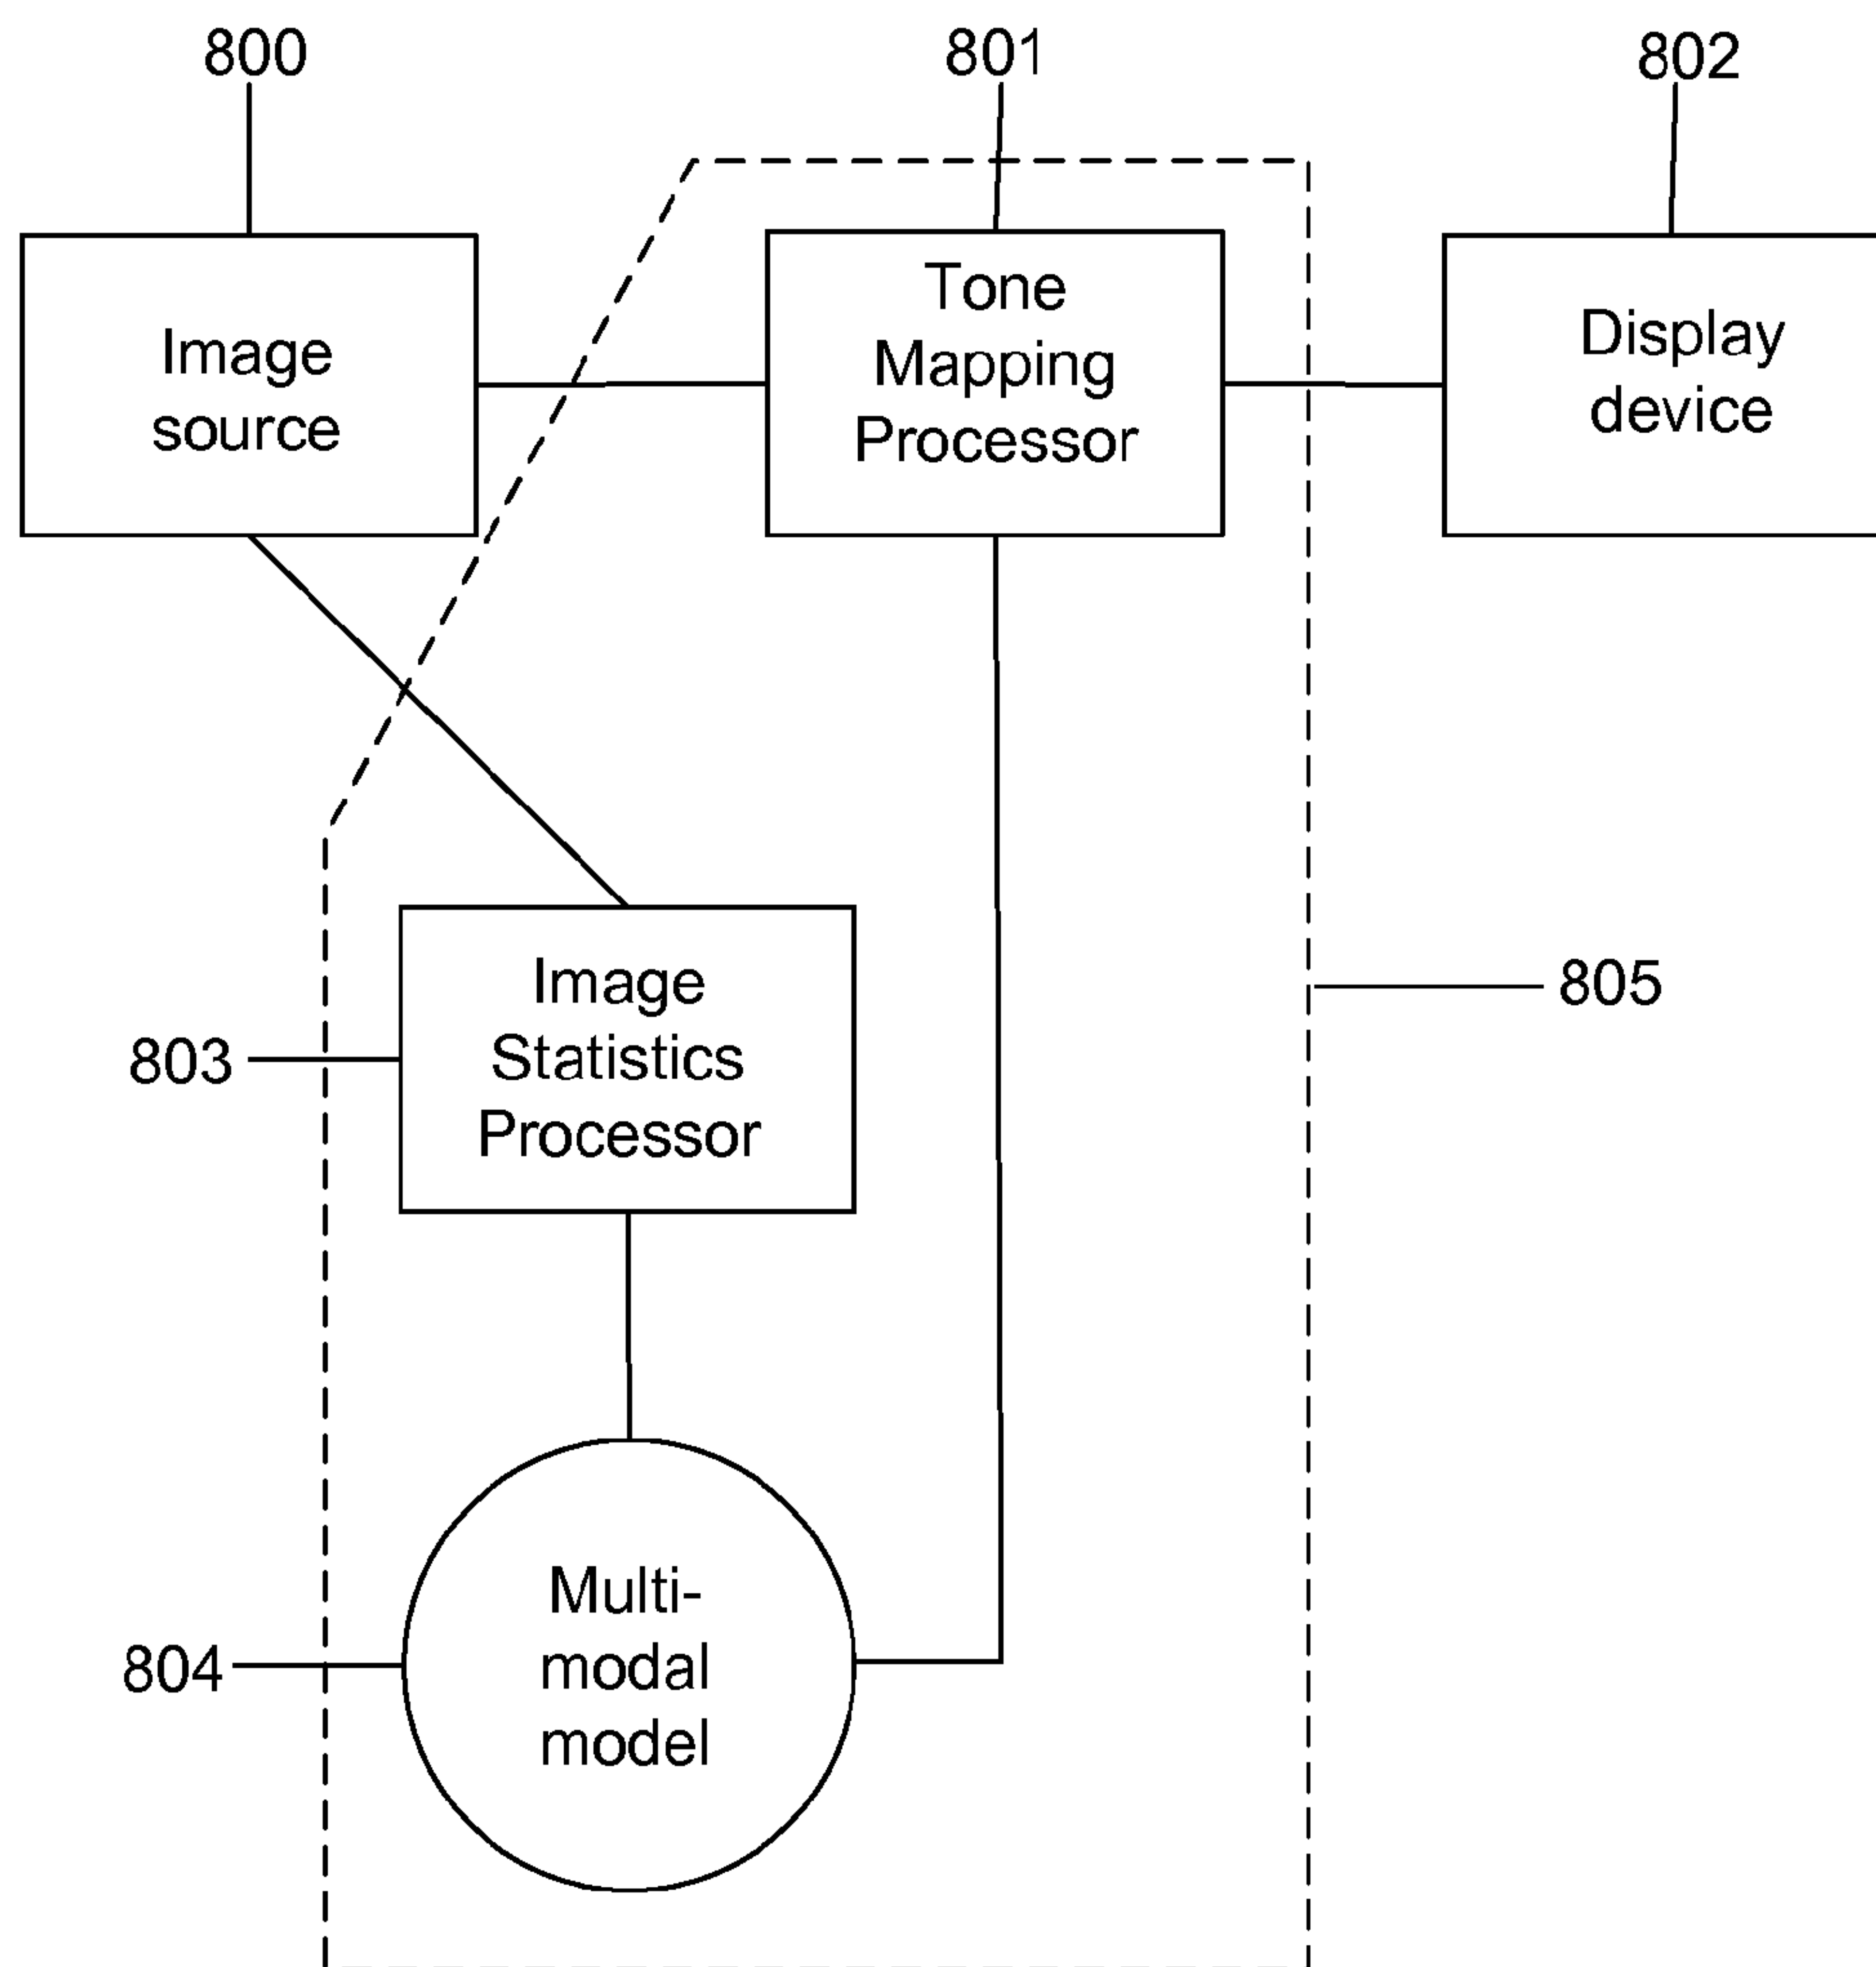 800
801
802
Image
source
Tone
Mapping
Processor
Display
device
Image
Statistics
Processor
803
805
Multi-
modal
model
804